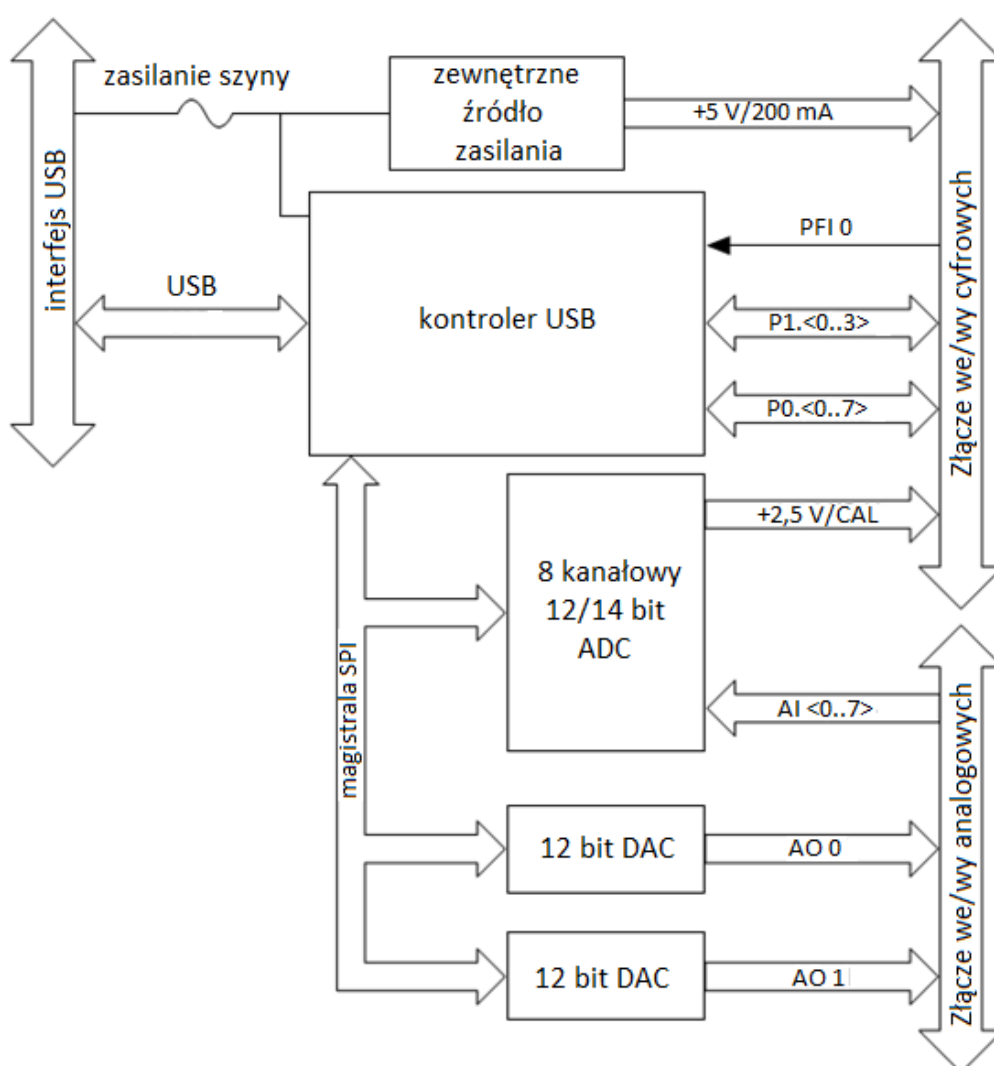 zasilanie szyny
zewnętrzne
źródło
zasilania
+5 V/200 mA
interfejs USB
USB
kontroler USB
PFI 0
P1.<0..3>
P0.<0..7>
Złącze we/wy cyfrowych
+2,5 V/CAL
8 kanałowy
12/14 bit
ADC
magistrala SPI
AI <0..7>
12 bit DAC
AO 0
12 bit DAC
AO 1
Złącze we/wy analogowych